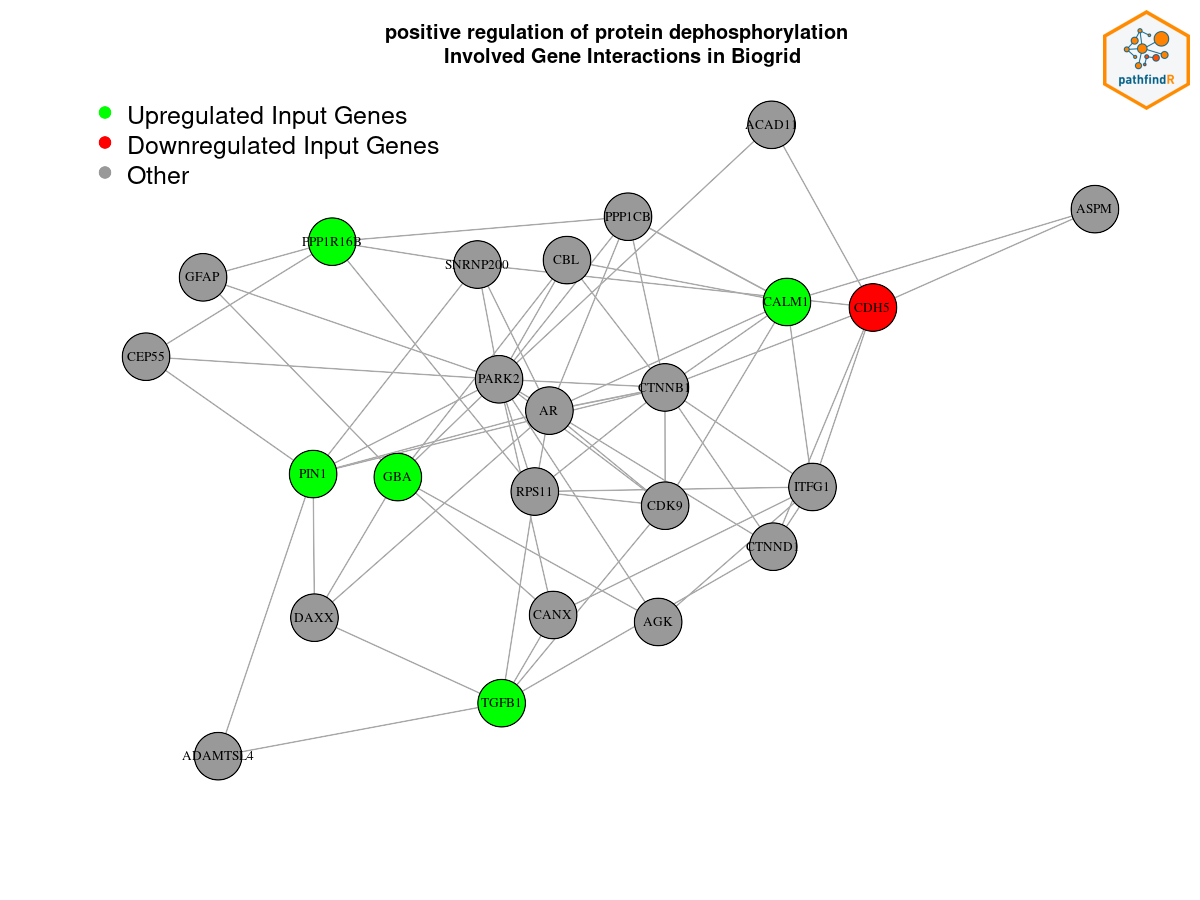 positive regulation of protein dephosphorylation
Involved Gene Interactions in Biogrid
pathfindR
Upregulated Input Genes
Downregulated Input Genes
Other
ACAD11
ASPM
PPP1CB
PPP1R16B
CBL
SNRNP200
GFAP
CALM1
CDH5
CEP55
PARK2
CTNNB1
AR
PIN1
GBA
RPS11
ITFG1
CDK9
CTNND1
DAXX
CANX
AGK
TGFB1
ADAMTSL4